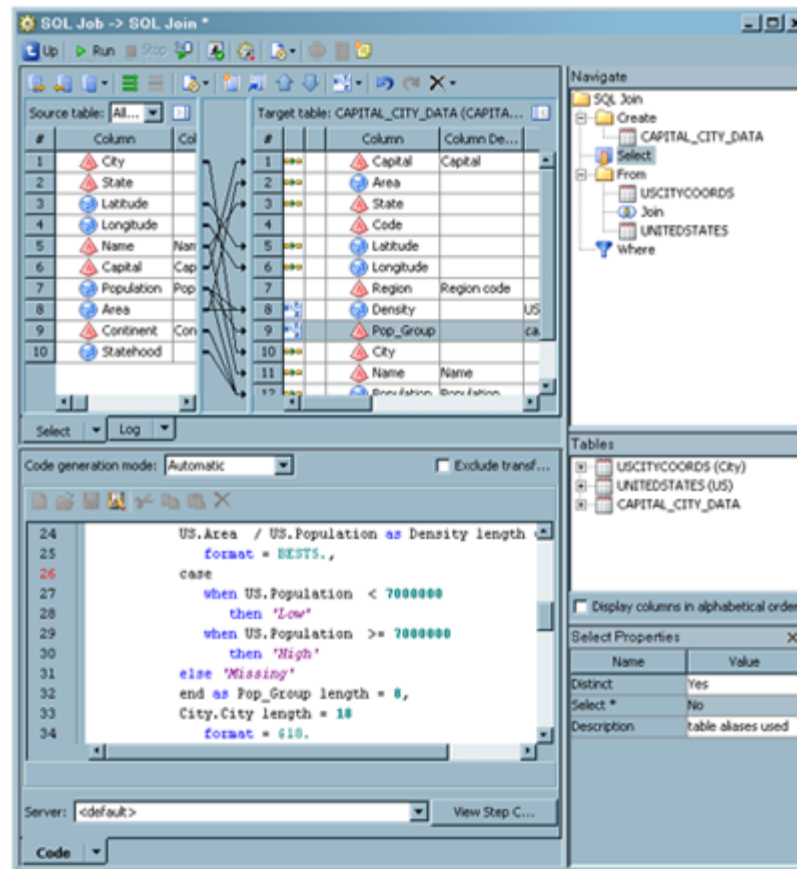 SQL Job -> SQL Join *
Up Run Stop
Source table: Al...
Target table: CAPITAL_CITY_DATA (CAPITA...
# Column Col
1 City
2 State
3 Latitude
4 Longitude
5 Name Nam
6 Capital Cap
7 Population Pop
8 Area
9 Continent Con
10 Statehood
# Column Column De...
1 Capital Capital
2 Area
3 State
4 Code
5 Latitude
6 Longitude
7 Region Region code
8 Density US
9 Pop_Group ca
10 City
11 Name Name
12 Population Population
Select Log
Code generation mode: Automatic Exclude transf...
24 US.Area / US.Population as Density length
25 format = BEST5.,
26 case
27 when US.Population < 7000000
28 then "Low"
29 when US.Population >= 7000000
30 then "High"
31 else "Missing"
32 end as Pop_Group length = 8,
33 City.City length = 18
34 format = $18.
Server: <default> View Step C...
Code
Navigate
SQL Join
Create
CAPITAL_CITY_DATA
Select
From
USCITYCOORDS
Join
UNITEDSTATES
Where
Tables
USCITYCOORDS (City)
UNITEDSTATES (US)
CAPITAL_CITY_DATA
Display columns in alphabetical order
Select Properties
Name Value
Distinct Yes
Select * No
Description table aliases used